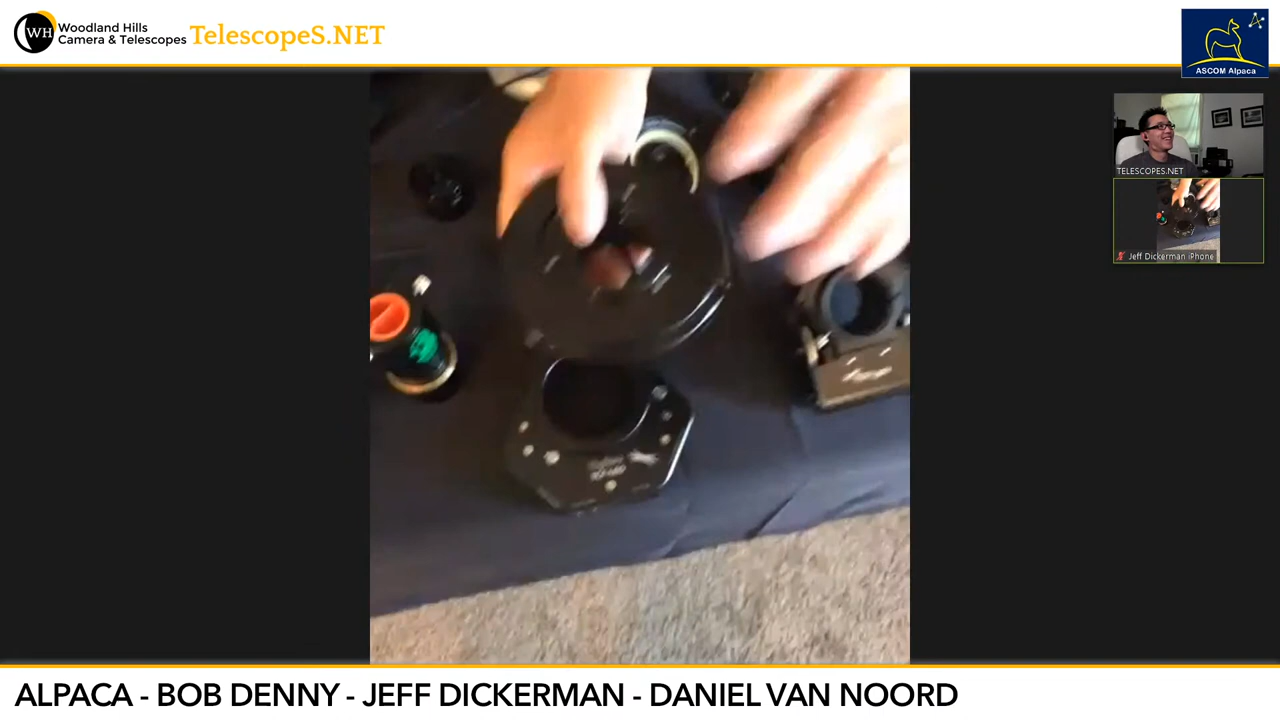 WH
Woodland Hills
Camera & Telescopes
TelescopeS.NET
ASCOM Alpaca
TELESCOPES.NET
Jeff Dickerman iPhone
ALPACA - BOB DENNY - JEFF DICKERMAN - DANIEL VAN NOORD